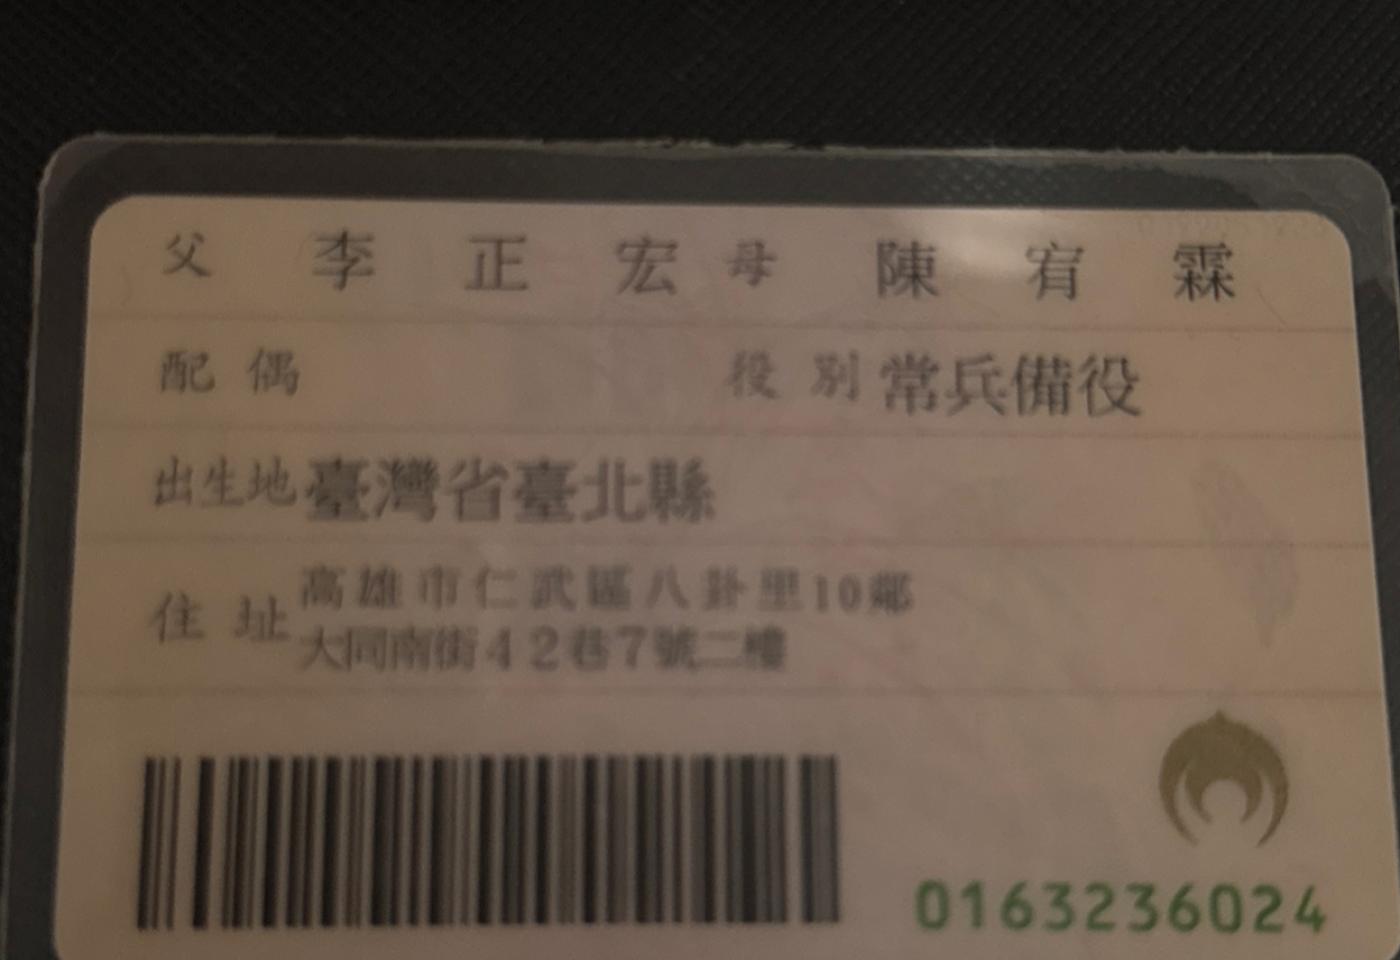 父 李正宏 母 陳宥霖
配偶 役別 常兵備役
出生地 臺灣省臺北縣
住址 高雄市仁武區八卦里10鄰
大同南街42巷7號二樓
0163236024